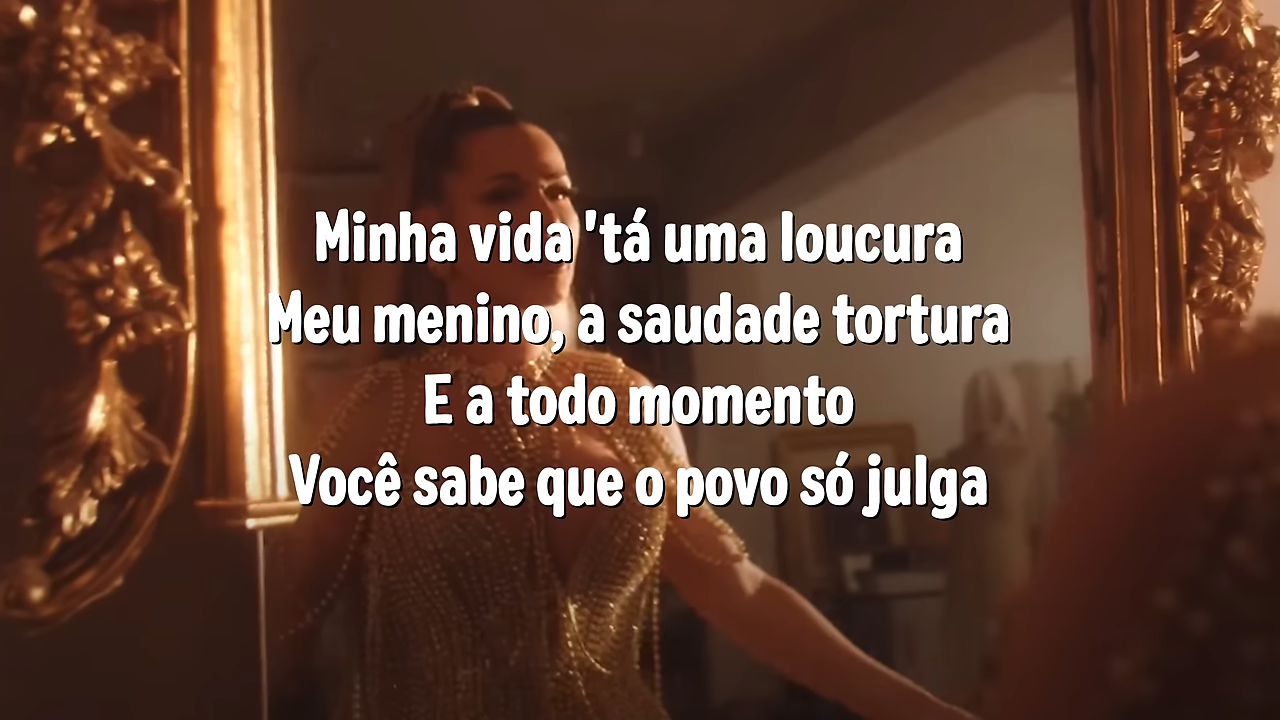 Minha vida 'tá uma loucura
Meu menino, a saudade tortura
E a todo momento
Você sabe que o povo só julga